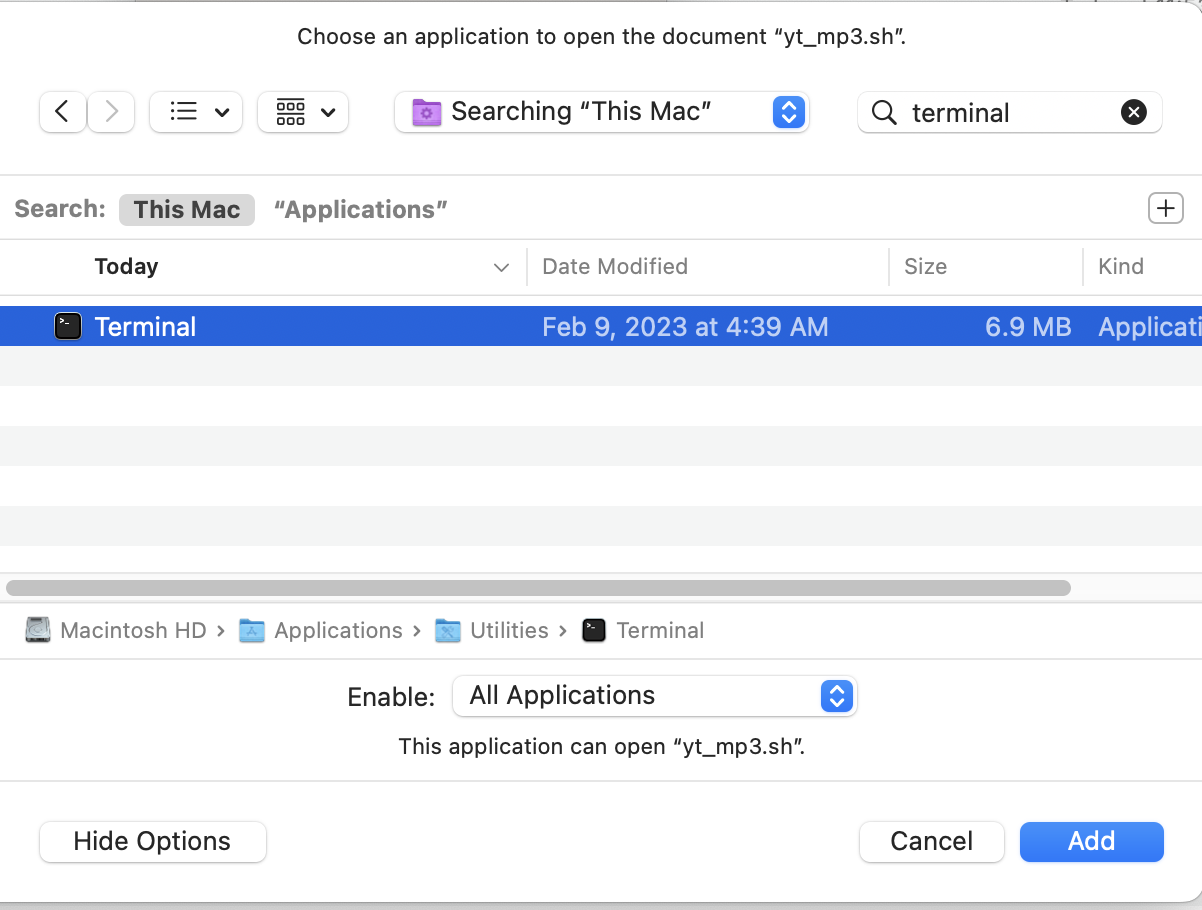 Choose an application to open the document “yt_mp3.sh”.
Searching “This Mac”
terminal
Search: This Mac “Applications”
Today Date Modified Size Kind
Terminal Feb 9, 2023 at 4:39 AM 6.9 MB Applicati
Macintosh HD › Applications › Utilities › Terminal
Enable: All Applications
This application can open “yt_mp3.sh”.
Hide Options Cancel Add